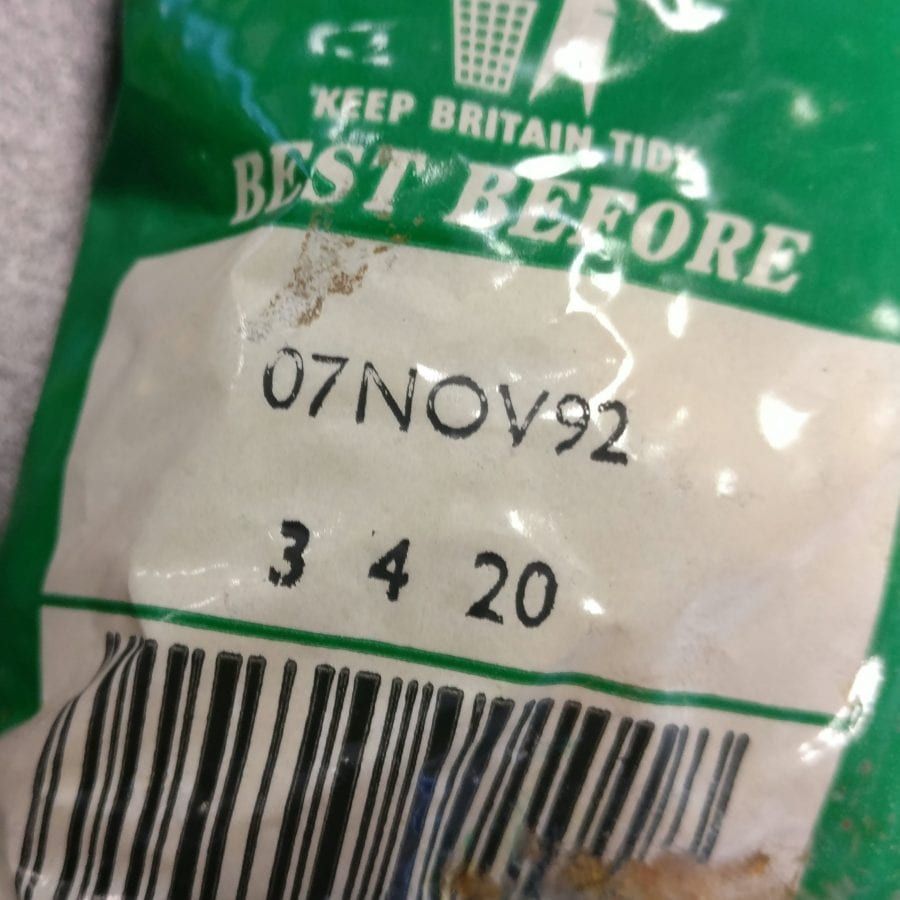 KEEP BRITAIN TIDY
BEST BEFORE
07NOV92
3 4 20